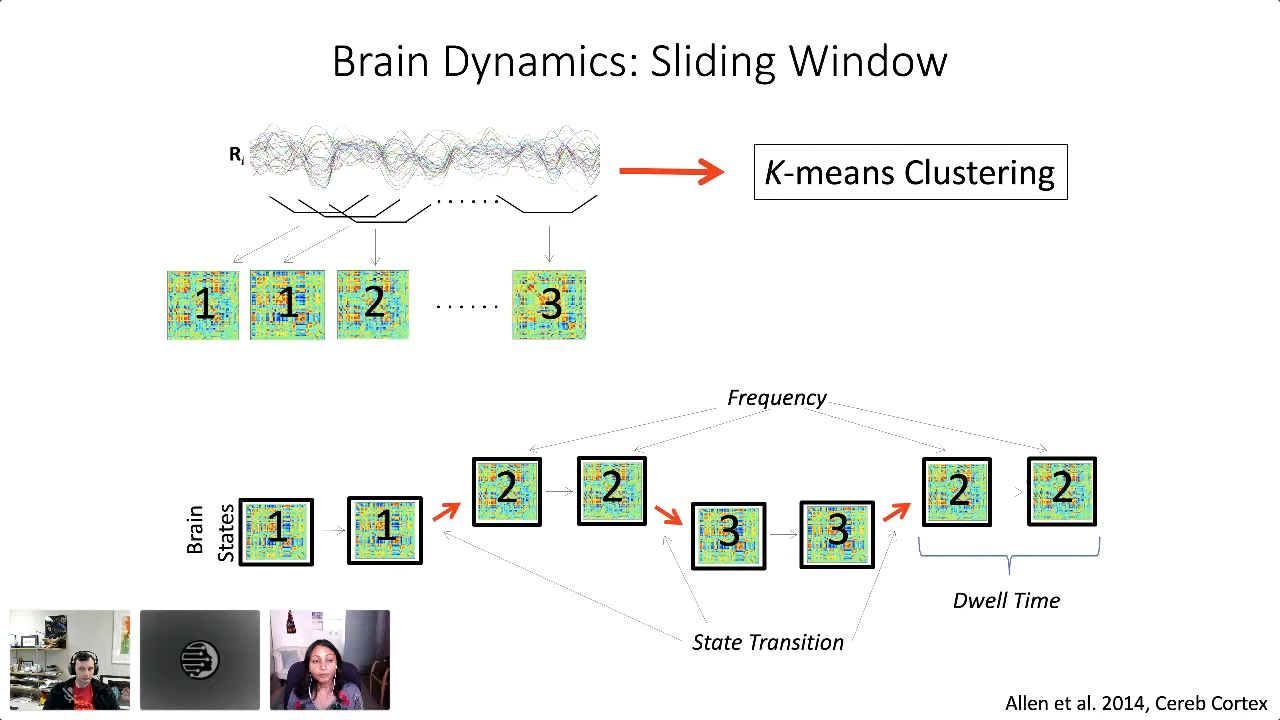 Brain Dynamics: Sliding Window
Ri
K-means Clustering
1 1 2 ...... 3
Frequency
Brain
States
1 1 2 2 3 3 2 2
Dwell Time
State Transition
Allen et al. 2014, Cereb Cortex